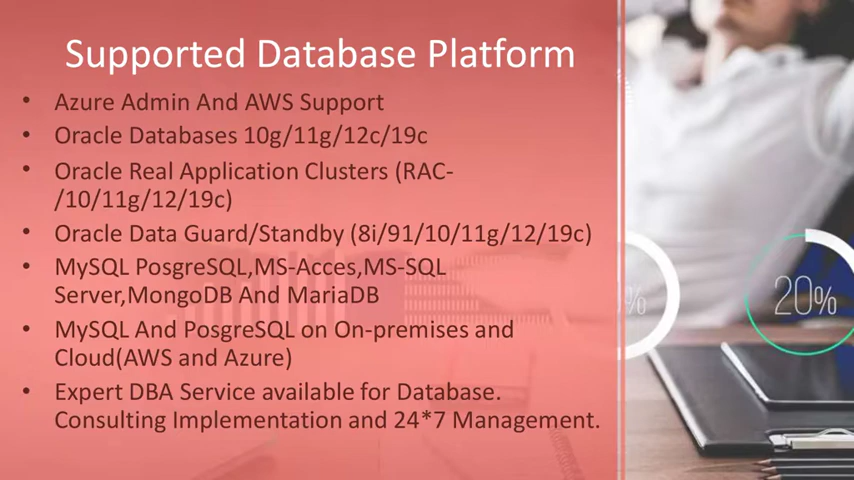 Supported Database Platform
• Azure Admin And AWS Support
• Oracle Databases 10g/11g/12c/19c
• Oracle Real Application Clusters (RAC-
/10/11g/12/19c)
• Oracle Data Guard/Standby (8i/91/10/11g/12/19c)
• MySQL PosgreSQL,MS-Acces,MS-SQL
Server,MongoDB And MariaDB
• MySQL And PosgreSQL on On-premises and
Cloud(AWS and Azure)
• Expert DBA Service available for Database.
Consulting Implementation and 24*7 Management.
%
20%